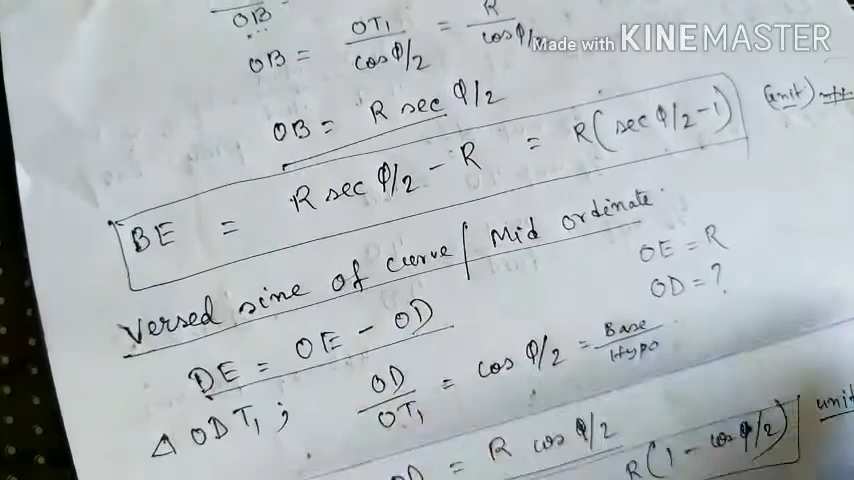 OB
OB = OT₁/cos φ/2 = R/cos φ/2
Made with KINEMASTER
OB = R sec φ/2
BE = R sec φ/2 - R = R(sec φ/2 - 1) (unit)
Versed sine of curve / Mid ordinate.
OE = R
DE = OE - OD
OD = ?
△ ODT₁ ; OD/OT₁ = cos φ/2 = Base/Hypo
OD = R cos φ/2
R(1 - cos φ/2) unit